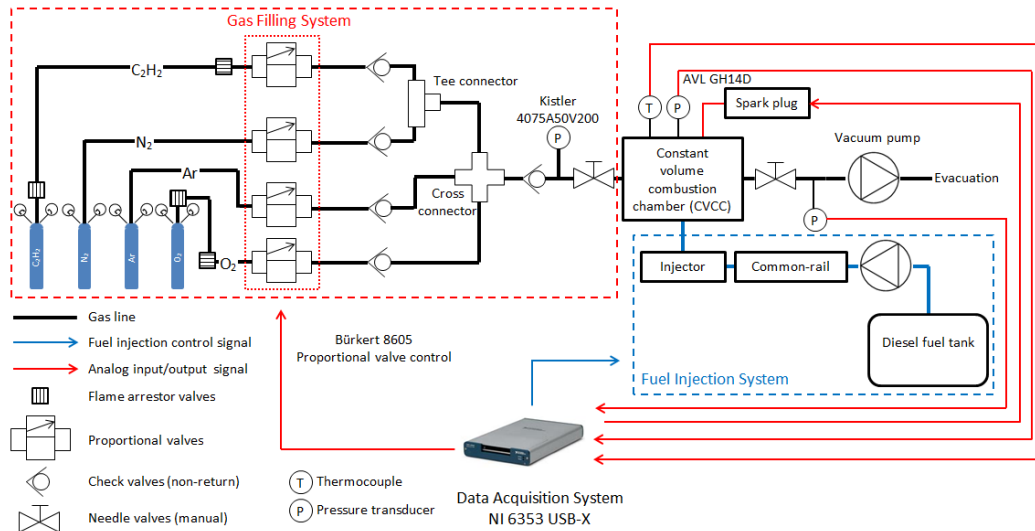 Gas Filling System
C₂H₂
Tee connector
N₂
Ar
Cross
connector
O₂
C₂H₂
N₂
Ar
O₂
Kistler
4075A50V200
P
T
P
AVL GH14D
Spark plug
Constant
volume
combustion
chamber (CVCC)
Vacuum pump
Evacuation
P
Injector
Common-rail
Diesel fuel tank
Fuel Injection System
Gas line
Fuel injection control signal
Analog input/output signal
Flame arrestor valves
Proportional valves
Check valves (non-return)
Needle valves (manual)
Bürkert 8605
Proportional valve control
T Thermocouple
P Pressure transducer
Data Acquisition System
NI 6353 USB-X